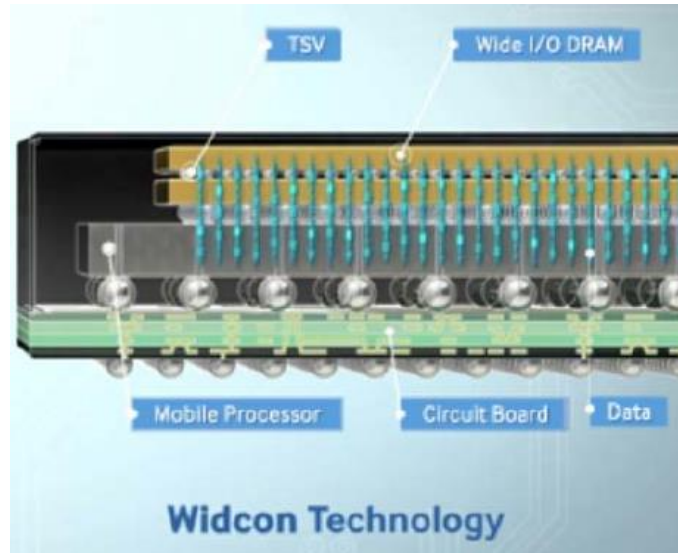 TSV
Wide I/O DRAM
Mobile Processor
Circuit Board
Data
Widcon Technology